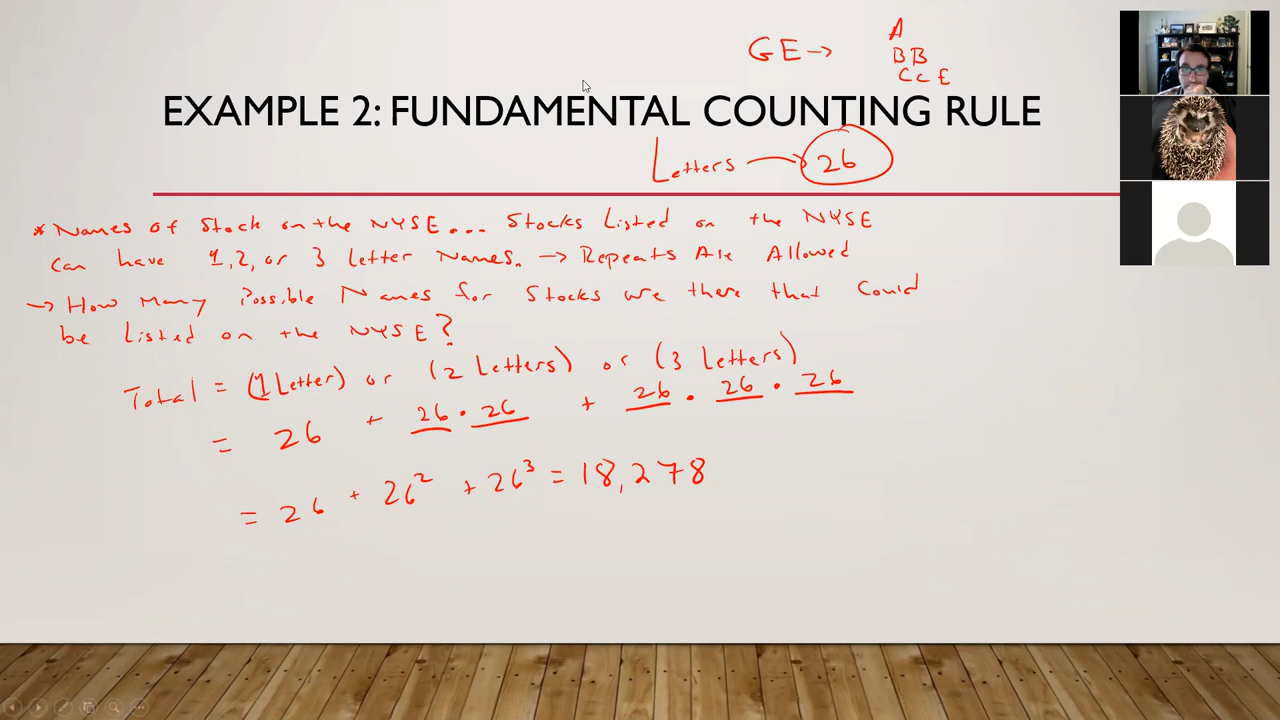 GE →
A
BB
CCE
EXAMPLE 2: FUNDAMENTAL COUNTING RULE
Letters → 26
*Names of Stock on the NYSE... Stocks Listed on the NYSE
can have 1, 2, or 3 letter Names. → Repeats Are Allowed
→ How Many Possible Names for Stocks are there that could
be Listed on the NYSE?
Total = (1 Letter) or (2 Letters) or (3 Letters)
= 26 + 26 · 26 + 26 · 26 · 26
= 26 + 26² + 26³ = 18,278